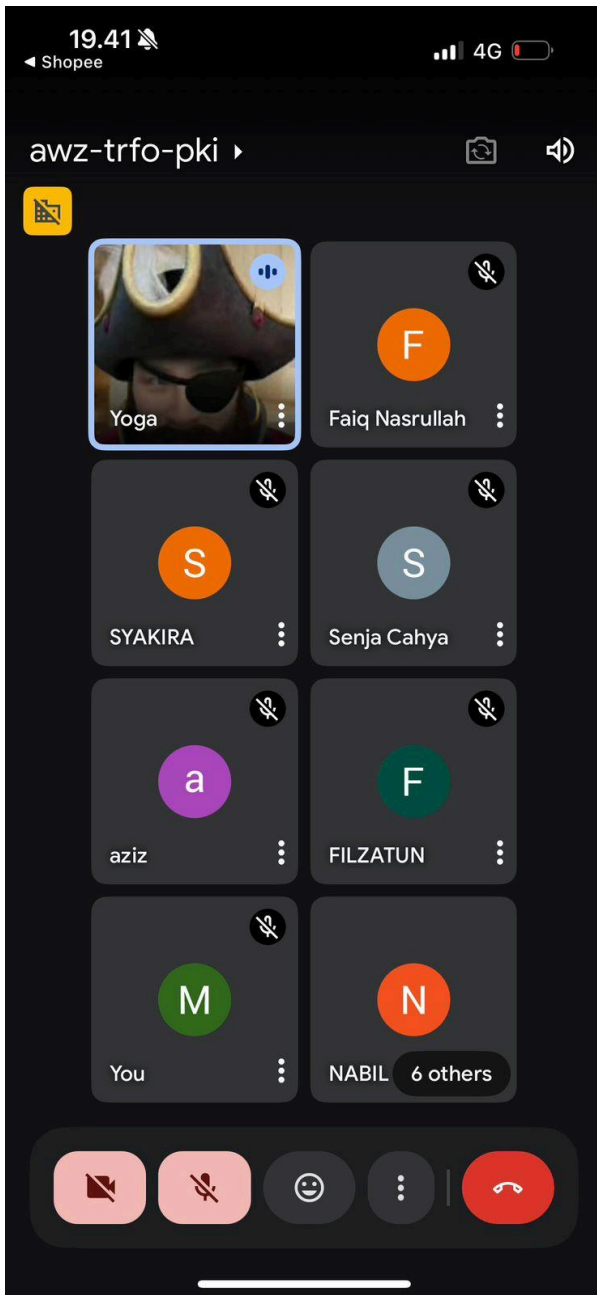 19.41
◀ Shopee
4G
awz-trfo-pki
Yoga
F
Faiq Nasrullah
S
SYAKIRA
S
Senja Cahya
a
aziz
F
FILZATUN
M
You
N
NABIL
6 others